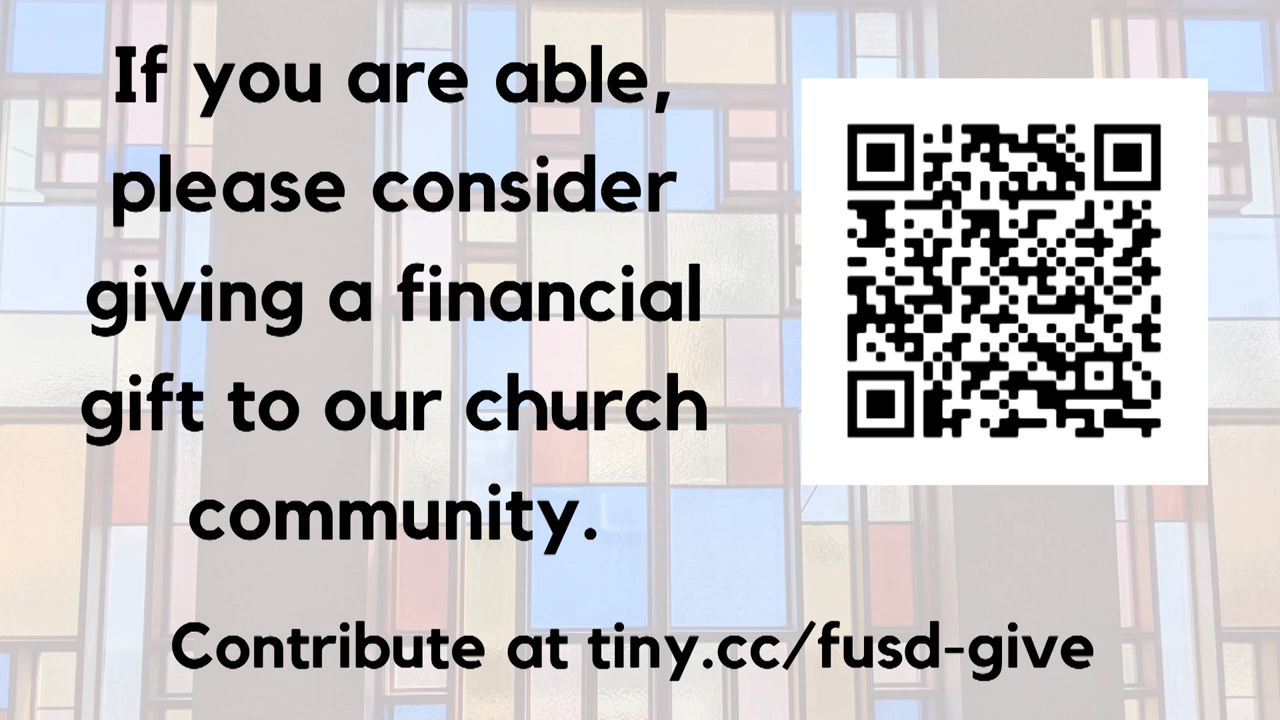 If you are able,
please consider
giving a financial
gift to our church
community.
Contribute at tiny.cc/fusd-give